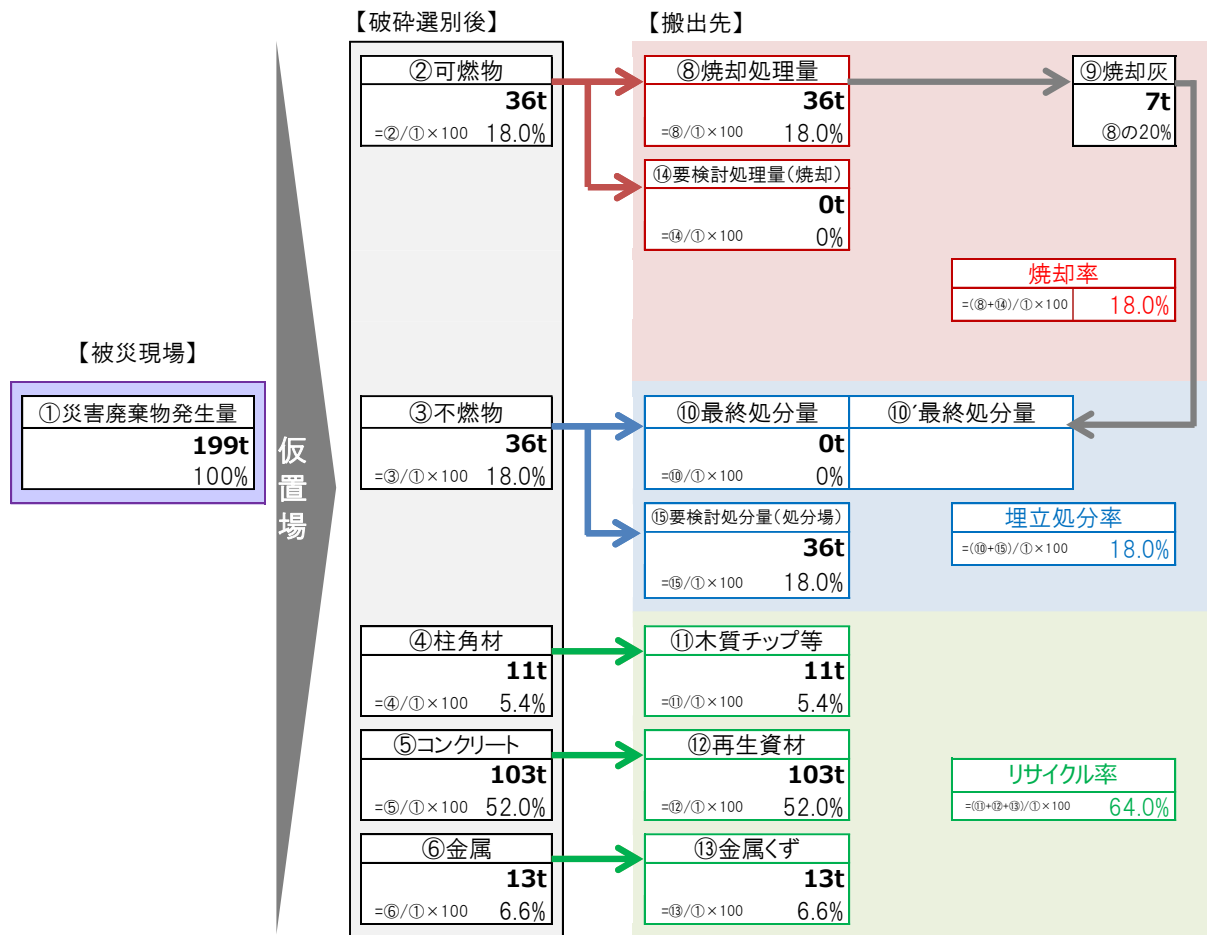 【破砕選別後】
【搬出先】
②可燃物
36t
=②/①×100 18.0%
⑧焼却処理量
36t
=⑧/①×100 18.0%
⑨焼却灰
7t
⑧の20%
⑭要検討処理量(焼却)
0t
=⑭/①×100 0%
焼却率
=(⑧+⑭)/①×100 18.0%
【被災現場】
①災害廃棄物発生量
199t
100%
仮置場
③不燃物
36t
=③/①×100 18.0%
⑩最終処分量
0t
=⑩/①×100 0%
⑩´最終処分量
⑮要検討処分量(処分場)
36t
=⑮/①×100 18.0%
埋立処分率
=(⑩+⑮)/①×100 18.0%
④柱角材
11t
=④/①×100 5.4%
⑪木質チップ等
11t
=⑪/①×100 5.4%
⑤コンクリート
103t
=⑤/①×100 52.0%
⑫再生資材
103t
=⑫/①×100 52.0%
リサイクル率
=(⑪+⑫+⑬)/①×100 64.0%
⑥金属
13t
=⑥/①×100 6.6%
⑬金属くず
13t
=⑬/①×100 6.6%